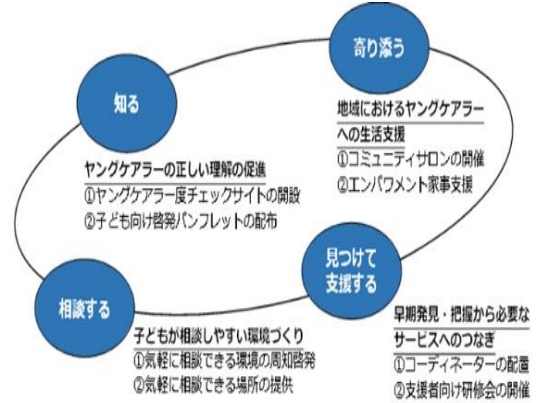 知る
ヤングケアラーの正しい理解の促進
①ヤングケアラー度チェックサイトの開設
②子ども向け啓発パンフレットの配布
寄り添う
地域におけるヤングケアラー
への生活支援
①コミュニティサロンの開催
②エンパワメント家事支援
相談する
子どもが相談しやすい環境づくり
①気軽に相談できる環境の周知啓発
②気軽に相談できる場所の提供
見つけて
支援する
早期発見・把握から必要な
サービスへのつなぎ
①コーディネーターの配置
②支援者向け研修会の開催